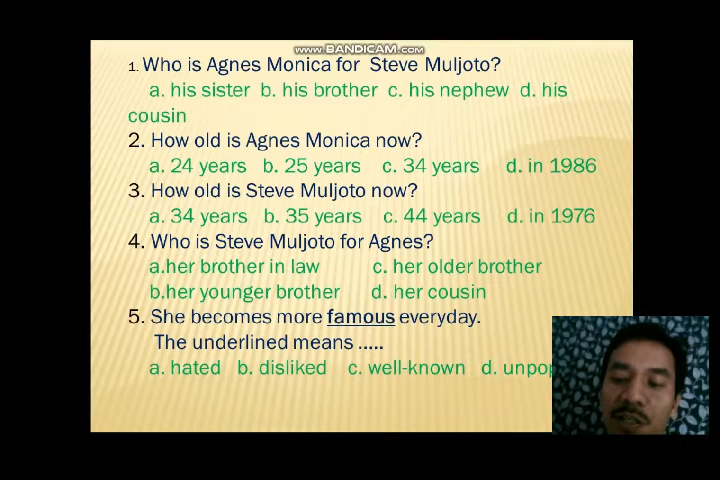 www.BANDICAM.com
1. Who is Agnes Monica for Steve Muljoto?
a. his sister b. his brother c. his nephew d. his
cousin
2. How old is Agnes Monica now?
a. 24 years b. 25 years c. 34 years d. in 1986
3. How old is Steve Muljoto now?
a. 34 years b. 35 years c. 44 years d. in 1976
4. Who is Steve Muljoto for Agnes?
a.her brother in law c. her older brother
b.her younger brother d. her cousin
5. She becomes more famous everyday.
The underlined means .....
a. hated b. disliked c. well-known d.